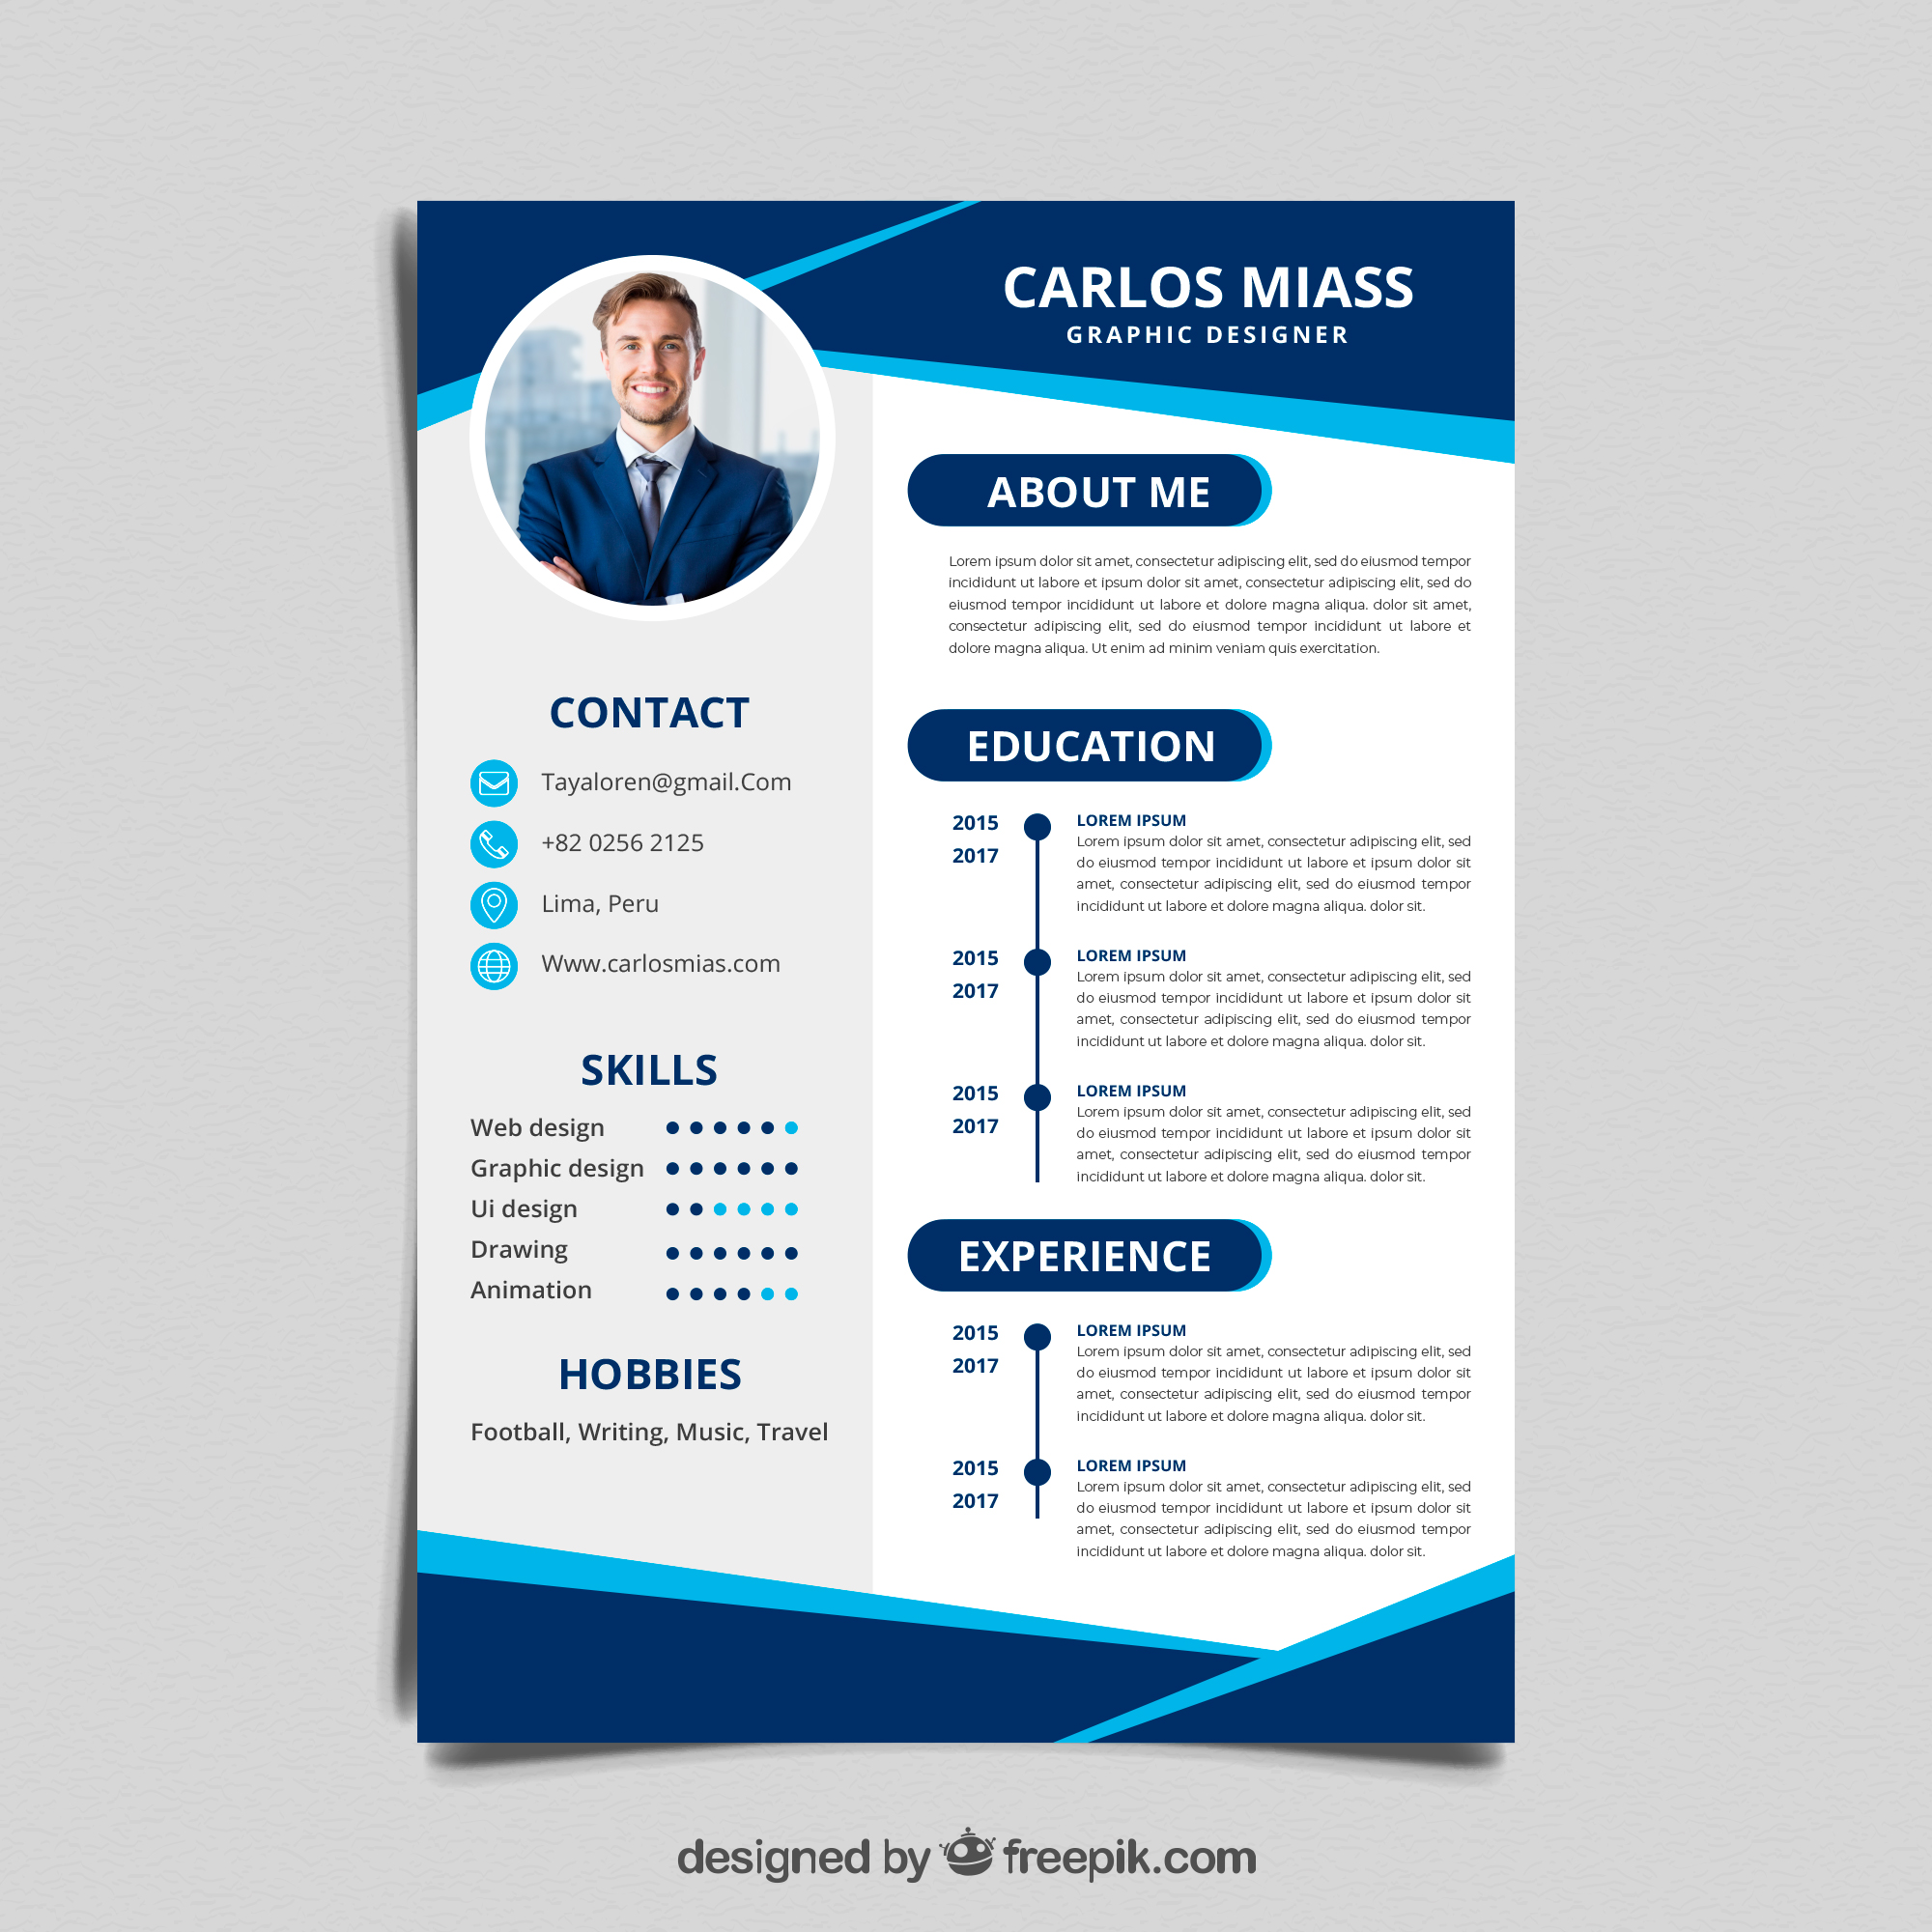 CARLOS MIASS
GRAPHIC DESIGNER
CONTACT
Tayaloren@gmail.Com
+82 0256 2125
Lima, Peru
Www.carlosmias.com
SKILLS
Web design
Graphic design
Ui design
Drawing
Animation
HOBBIES
Football, Writing, Music, Travel
ABOUT ME
Lorem ipsum dolor sit amet, consectetur adipiscing elit, sed do eiusmod tempor
incididunt ut labore et ipsum dolor sit amet, consectetur adipiscing elit, sed do
eiusmod tempor incididunt ut labore et dolore magna aliqua. dolor sit amet,
consectetur adipiscing elit, sed do eiusmod tempor incididunt ut labore et
dolore magna aliqua. Ut enim ad minim veniam quis exercitation.
EDUCATION
2015
2017
LOREM IPSUM
Lorem ipsum dolor sit amet, consectetur adipiscing elit, sed
do eiusmod tempor incididunt ut labore et ipsum dolor sit
amet, consectetur adipiscing elit, sed do eiusmod tempor
incididunt ut labore et dolore magna aliqua. dolor sit.
2015
2017
LOREM IPSUM
Lorem ipsum dolor sit amet, consectetur adipiscing elit, sed
do eiusmod tempor incididunt ut labore et ipsum dolor sit
amet, consectetur adipiscing elit, sed do eiusmod tempor
incididunt ut labore et dolore magna aliqua. dolor sit.
2015
2017
LOREM IPSUM
Lorem ipsum dolor sit amet, consectetur adipiscing elit, sed
do eiusmod tempor incididunt ut labore et ipsum dolor sit
amet, consectetur adipiscing elit, sed do eiusmod tempor
incididunt ut labore et dolore magna aliqua. dolor sit.
EXPERIENCE
2015
2017
LOREM IPSUM
Lorem ipsum dolor sit amet, consectetur adipiscing elit, sed
do eiusmod tempor incididunt ut labore et ipsum dolor sit
amet, consectetur adipiscing elit, sed do eiusmod tempor
incididunt ut labore et dolore magna aliqua. dolor sit.
2015
2017
LOREM IPSUM
Lorem ipsum dolor sit amet, consectetur adipiscing elit, sed
do eiusmod tempor incididunt ut labore et ipsum dolor sit
amet, consectetur adipiscing elit, sed do eiusmod tempor
incididunt ut labore et dolore magna aliqua. dolor sit.
designed by freepik.com